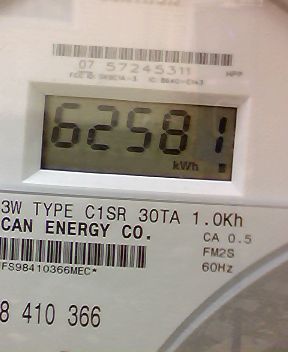 07 57245311
HPP
62581
kWh
3W TYPE C1SR 30TA 1.0Kh
CAN ENERGY CO.
CA 0.5
FM2S
60Hz
FS98410366MEC*
8 410 366